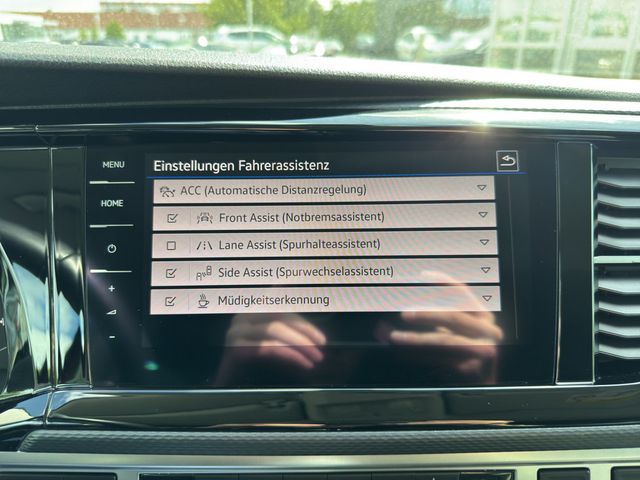 MENU
HOME
+
-
Einstellungen Fahrerassistenz
ACC (Automatische Distanzregelung)
Front Assist (Notbremsassistent)
Lane Assist (Spurhalteassistent)
Side Assist (Spurwechselassistent)
Müdigkeitserkennung